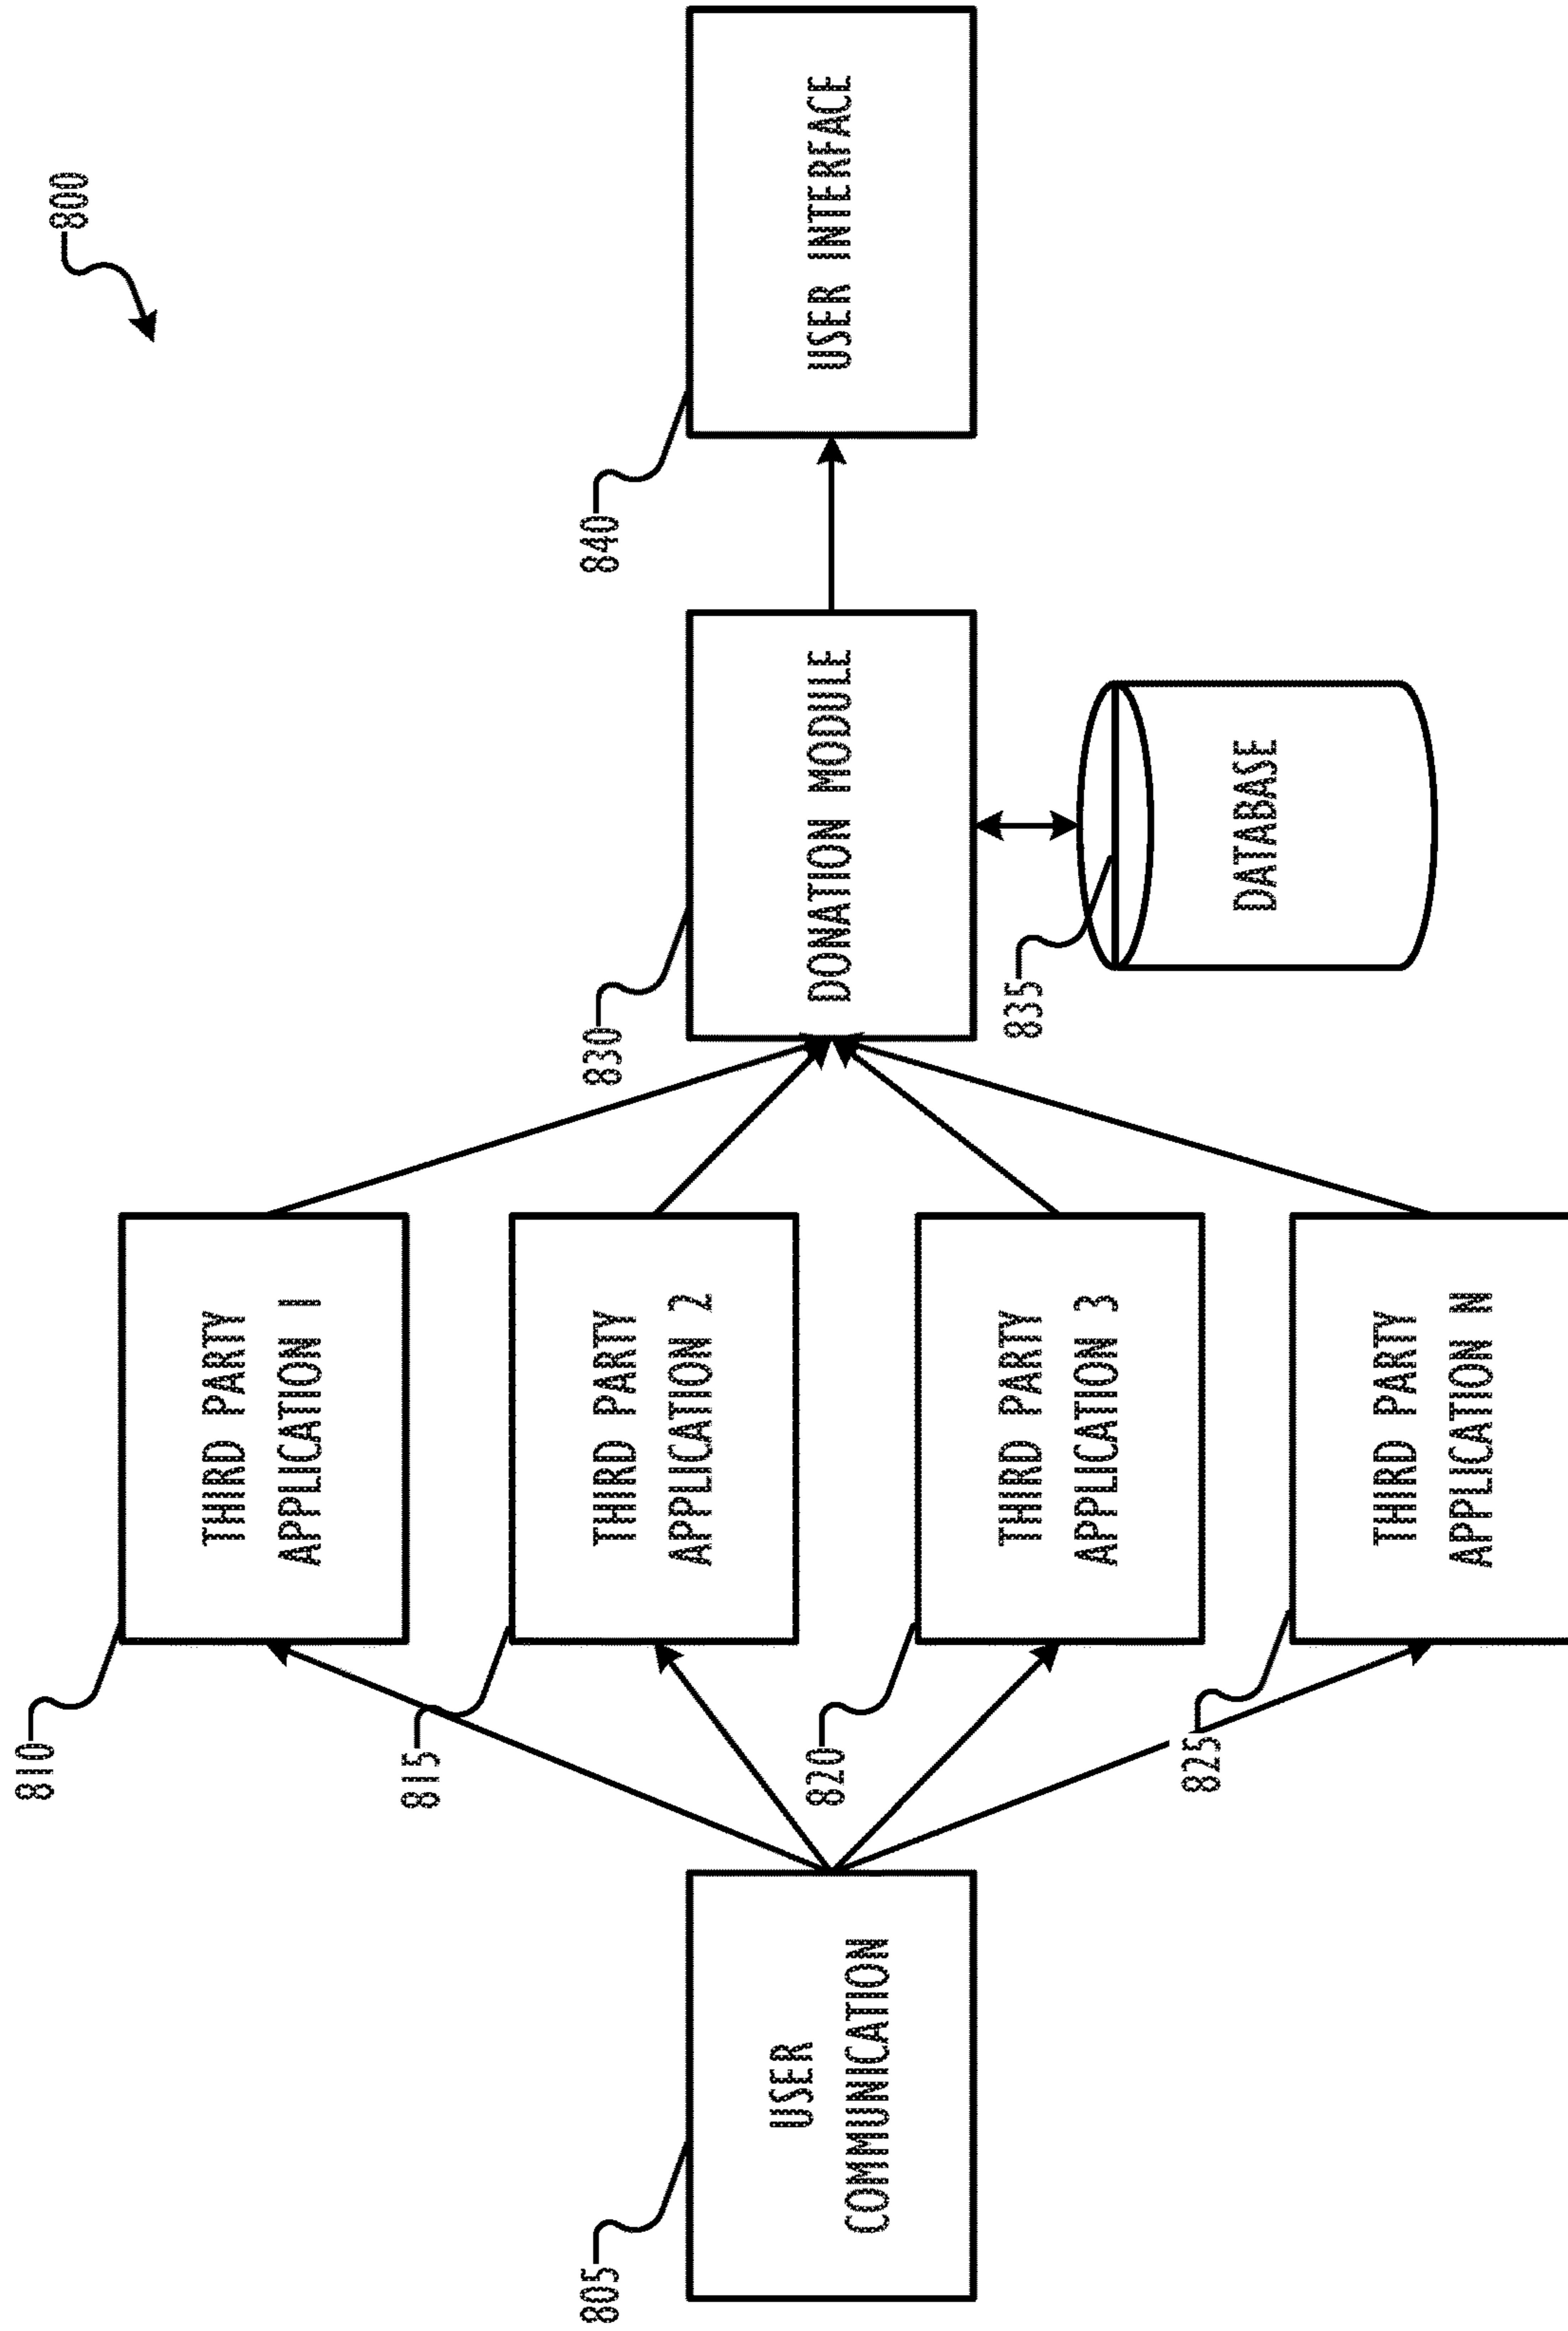 800
805
USER
COMMUNICATION
810
THIRD PARTY
APPLICATION 1
815
THIRD PARTY
APPLICATION 2
820
THIRD PARTY
APPLICATION 3
825
THIRD PARTY
APPLICATION N
830
DONATION MODULE
835
DATABASE
840
USER INTERFACE